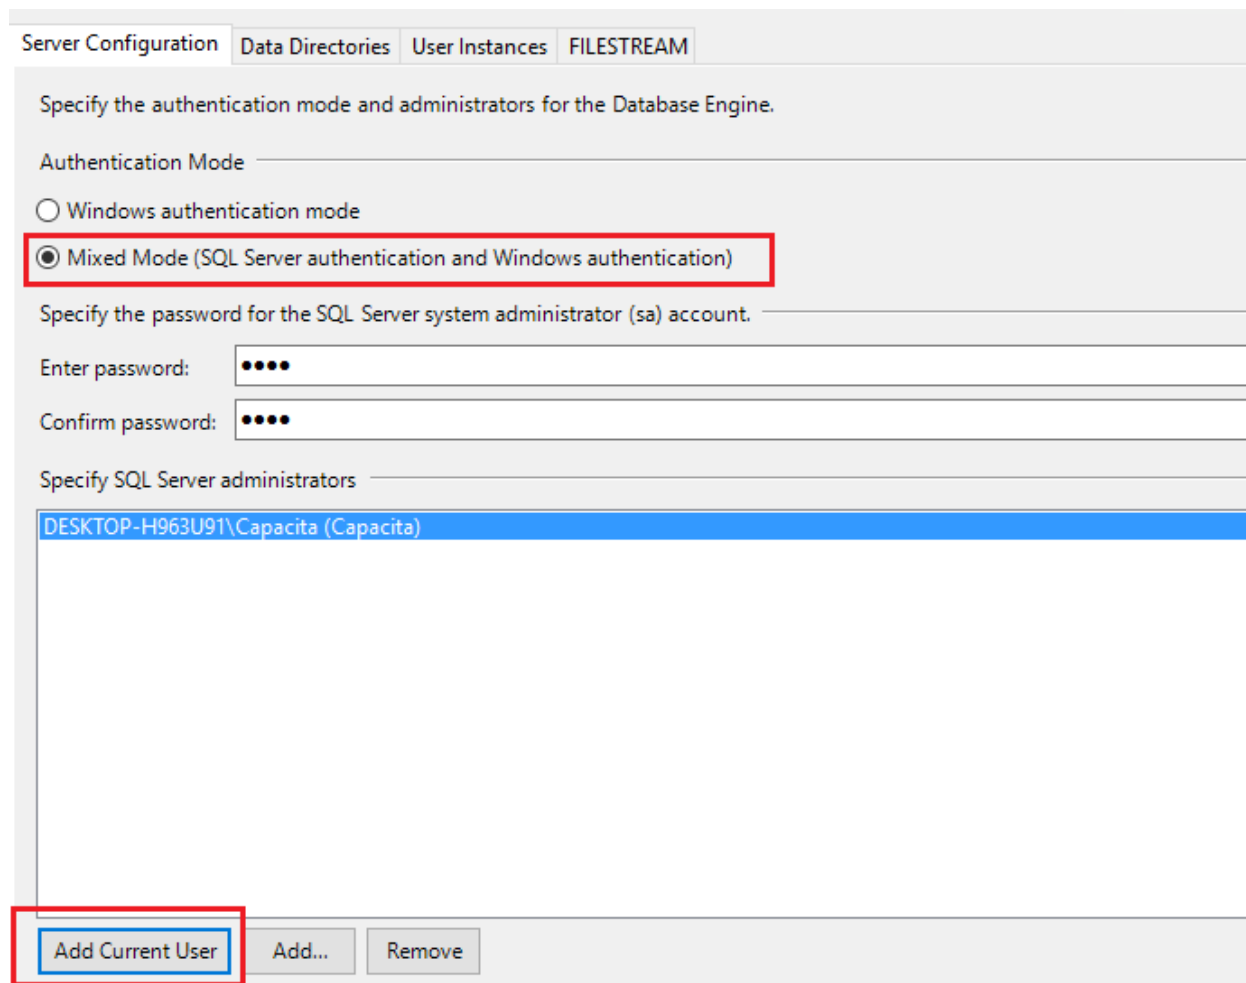 Server Configuration Data Directories User Instances FILESTREAM
Specify the authentication mode and administrators for the Database Engine.
Authentication Mode
Windows authentication mode
Mixed Mode (SQL Server authentication and Windows authentication)
Specify the password for the SQL Server system administrator (sa) account.
Enter password: ●●●●
Confirm password: ●●●●
Specify SQL Server administrators
DESKTOP-H963U91\Capacita (Capacita)
Add Current User Add... Remove